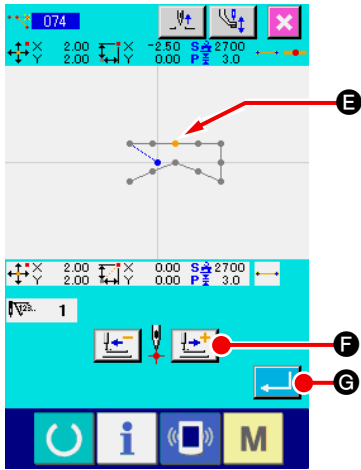 074
X 2.00 X -2.50 S 2700
Y 2.00 Y 0.00 P 3.0
E
X 2.00 X 0.00 S 2700
Y 2.00 Y 0.00 P 3.0
123.. 1
F
G
i M